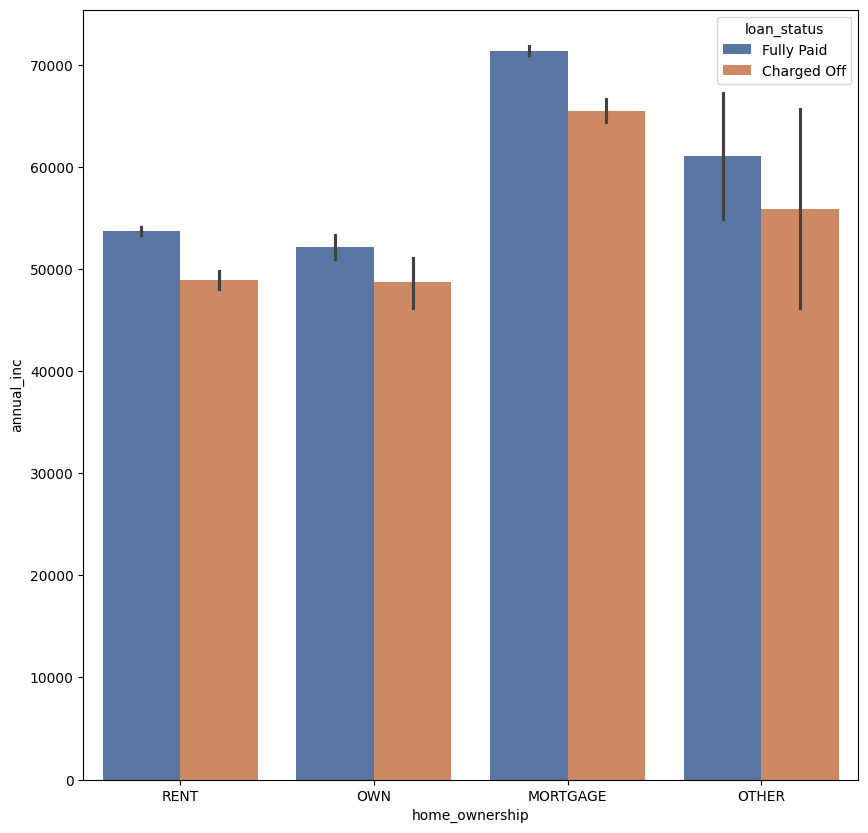 loan_status
Fully Paid
Charged Off
annual_inc
70000
60000
50000
40000
30000
20000
10000
0
RENT OWN MORTGAGE OTHER
home_ownership